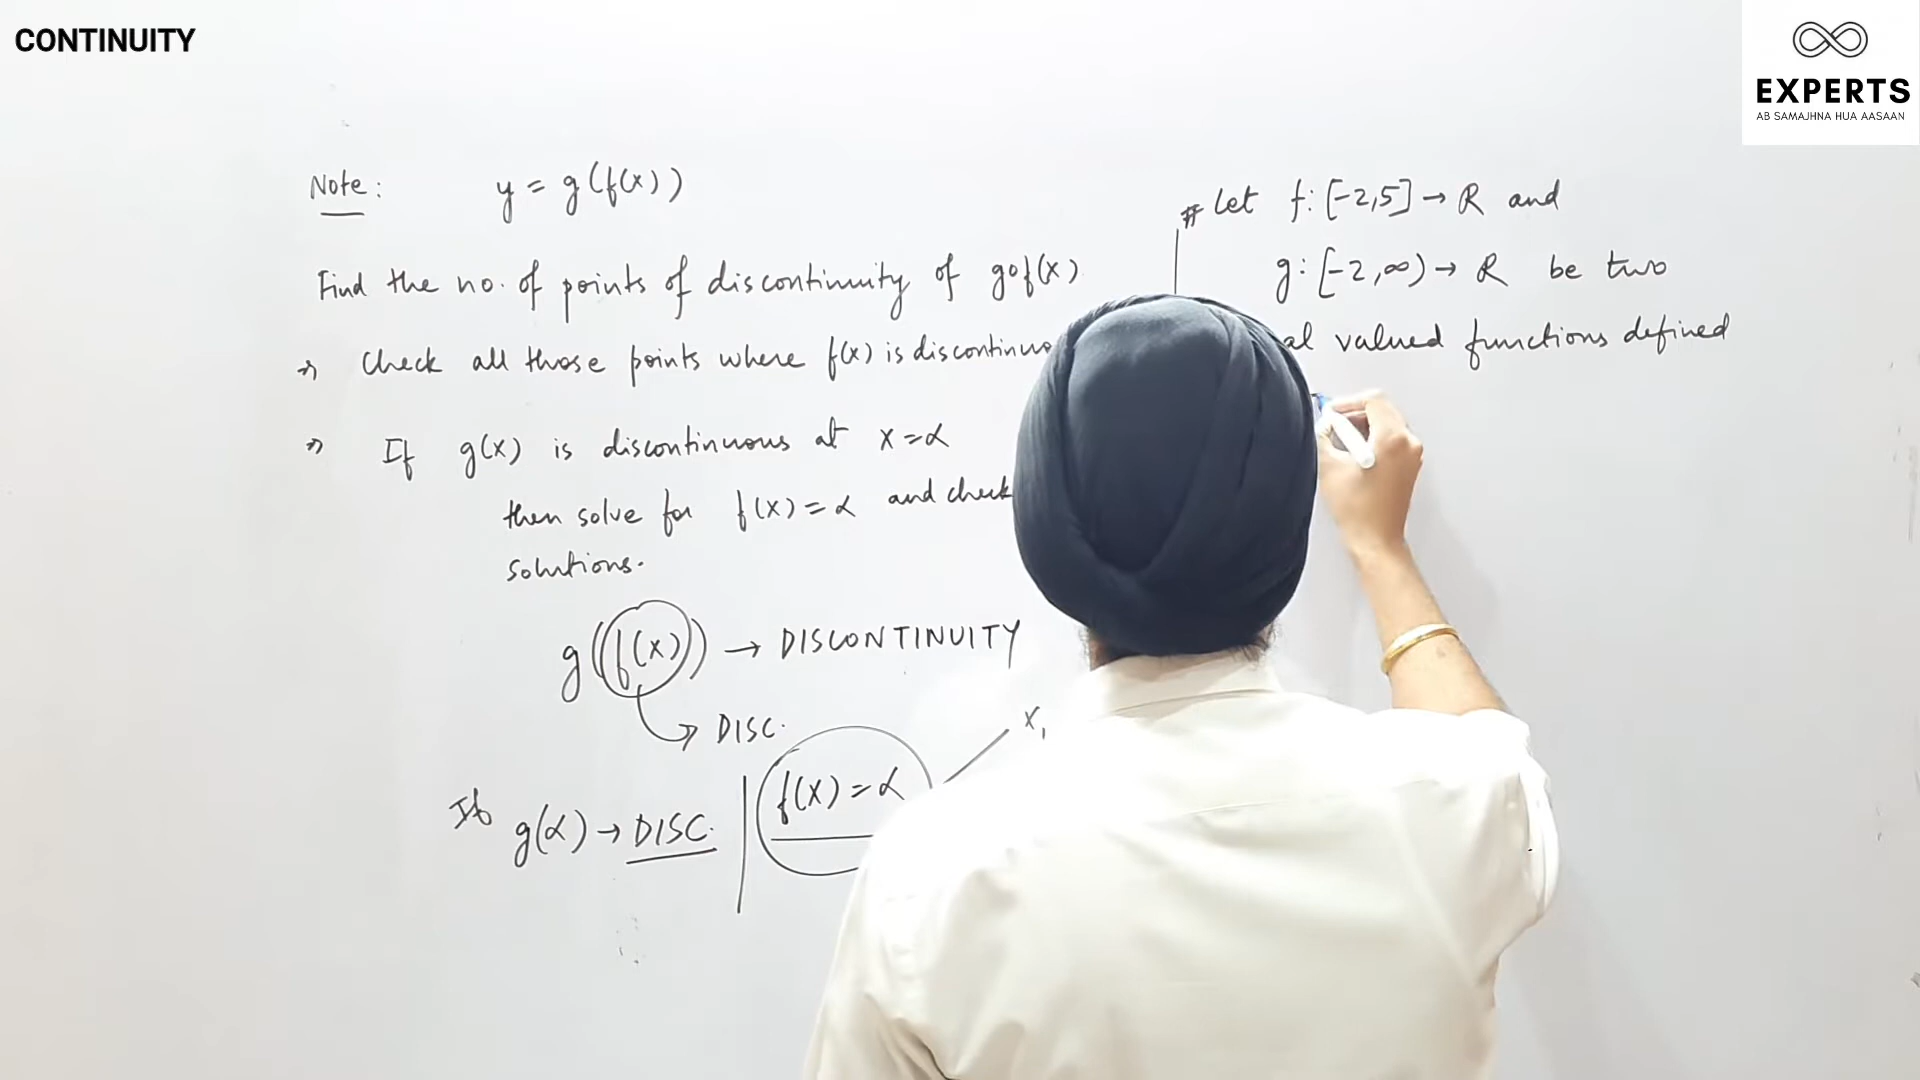 CONTINUITY
EXPERTS
AB SAMAJHNA HUA AASAAN
Note: y = g(f(x))
Find the no. of points of discontinuity of gof(x)
→ Check all those points where f(x) is discontinuo
→ If g(x) is discontinuous at x=α
then solve for f(x)=α and check
solutions.
g(f(x)) → DISCONTINUITY
→ DISC.
If g(α) → DISC. | f(x)=α x₁
# Let f: [-2,5] → R and
g: [-2,∞) → R be two
al valued functions defined